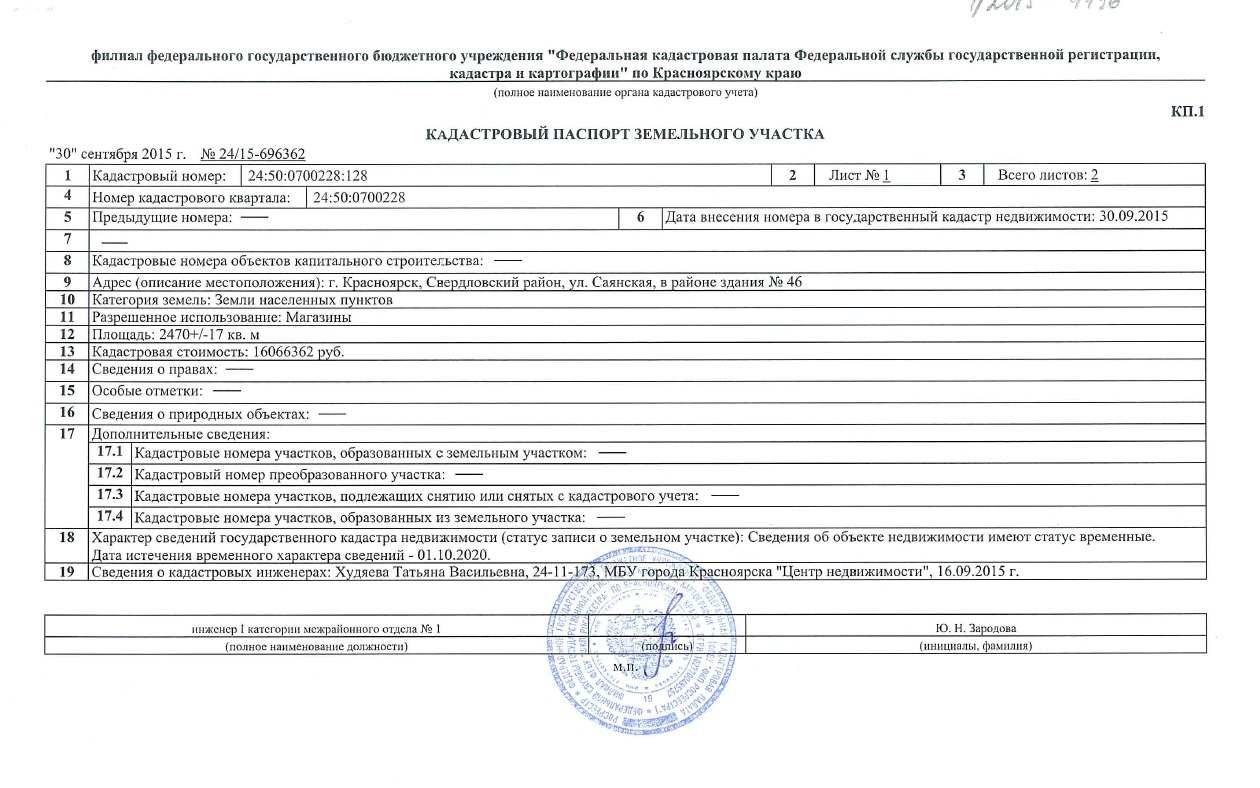 филиал федерального государственного бюджетного учреждения "Федеральная кадастровая палата Федеральной службы государственной регистрации,
кадастра и картографии" по Красноярскому краю
(полное наименование органа кадастрового учета)
КП.1
КАДАСТРОВЫЙ ПАСПОРТ ЗЕМЕЛЬНОГО УЧАСТКА
"30" сентября 2015 г. № 24/15-696362
1 Кадастровый номер: 24:50:0700228:128 2 Лист № 1 3 Всего листов: 2
4 Номер кадастрового квартала: 24:50:0700228
5 Предыдущие номера: —— 6 Дата внесения номера в государственный кадастр недвижимости: 30.09.2015
7 ——
8 Кадастровые номера объектов капитального строительства: ——
9 Адрес (описание местоположения): г. Красноярск, Свердловский район, ул. Саянская, в районе здания № 46
10 Категория земель: Земли населенных пунктов
11 Разрешенное использование: Магазины
12 Площадь: 2470+/-17 кв. м
13 Кадастровая стоимость: 16066362 руб.
14 Сведения о правах: ——
15 Особые отметки: ——
16 Сведения о природных объектах: ——
17 Дополнительные сведения:
17.1 Кадастровые номера участков, образованных с земельным участком: ——
17.2 Кадастровый номер преобразованного участка: ——
17.3 Кадастровые номера участков, подлежащих снятию или снятых с кадастрового учета: ——
17.4 Кадастровые номера участков, образованных из земельного участка: ——
18 Характер сведений государственного кадастра недвижимости (статус записи о земельном участке): Сведения об объекте недвижимости имеют статус временные.
Дата истечения временного характера сведений - 01.10.2020.
19 Сведения о кадастровых инженерах: Худяева Татьяна Васильевна, 24-11-173, МБУ города Красноярска "Центр недвижимости", 16.09.2015 г.
инженер I категории межрайонного отдела № 1 Ю. Н. Зародова
(полное наименование должности) (подпись) (инициалы, фамилия)
М.П.